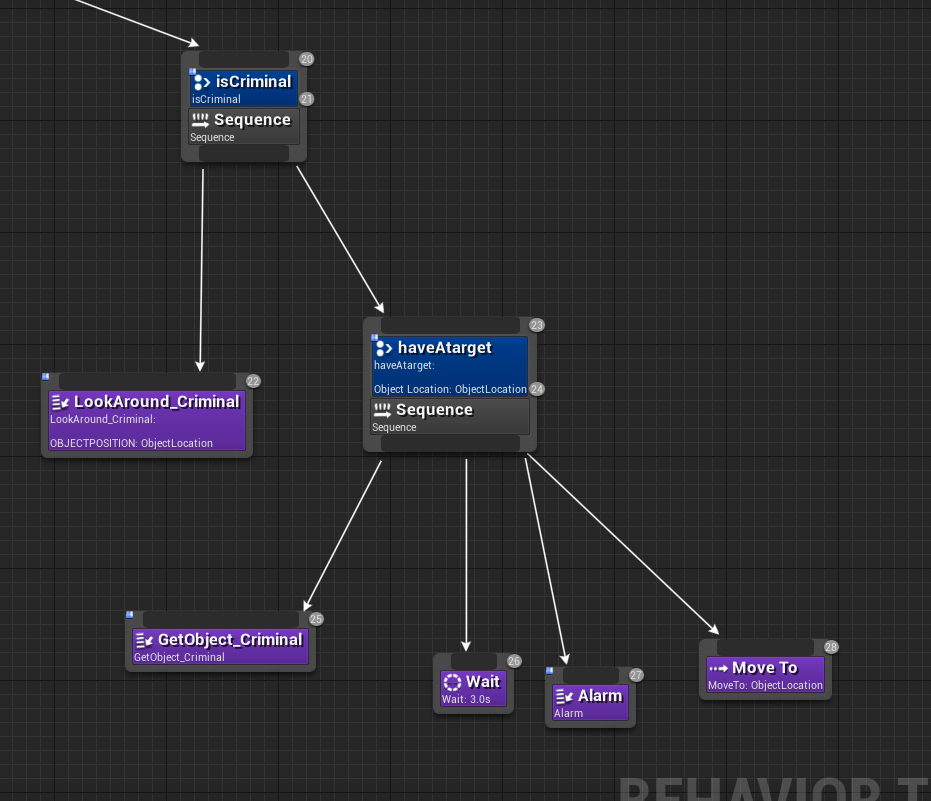 20
isCriminal
isCriminal
21
Sequence
Sequence
23
haveAtarget
haveAtarget:
Object Location: ObjectLocation
24
Sequence
Sequence
22
LookAround_Criminal
LookAround_Criminal:
OBJECTPOSITION: ObjectLocation
25
GetObject_Criminal
GetObject_Criminal
26
Wait
Wait: 3.0s
27
Alarm
Alarm
28
Move To
MoveTo: ObjectLocation
BEHAVIOR T